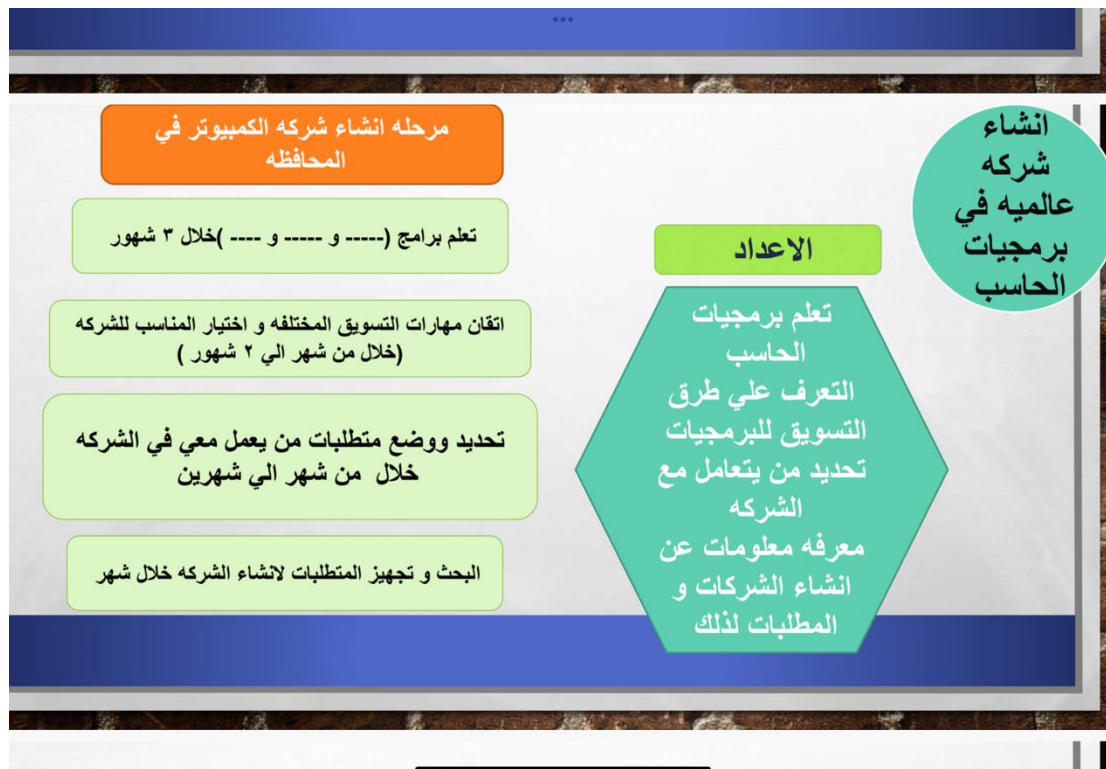 انشاء
شركه
عالميه في
برمجيات
الحاسب
الاعداد
تعلم برمجيات
الحاسب
التعرف علي طرق
التسويق للبرمجيات
تحديد من يتعامل مع
الشركه
معرفه معلومات عن
انشاء الشركات و
المطلبات لذلك
مرحله انشاء شركه الكمبيوتر في
المحافظه
تعلم برامج (----- و ----- و ---- )خلال ٣ شهور
اتقان مهارات التسويق المختلفه و اختيار المناسب للشركه
(خلال من شهر الي ٢ شهور )
تحديد ووضع متطلبات من يعمل معي في الشركه
خلال من شهر الي شهرين
البحث و تجهيز المتطلبات لانشاء الشركه خلال شهر